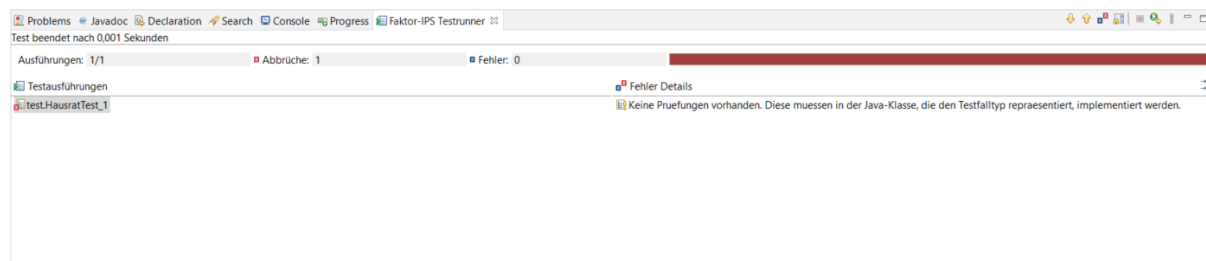 Problems Javadoc Declaration Search Console Progress Faktor-IPS Testrunner
Test beendet nach 0,001 Sekunden
Ausführungen: 1/1 Abbrüche: 1 Fehler: 0
Testausführungen Fehler Details
test.HausratTest_1 Keine Pruefungen vorhanden. Diese muessen in der Java-Klasse, die den Testfalltyp repraesentiert, implementiert werden.